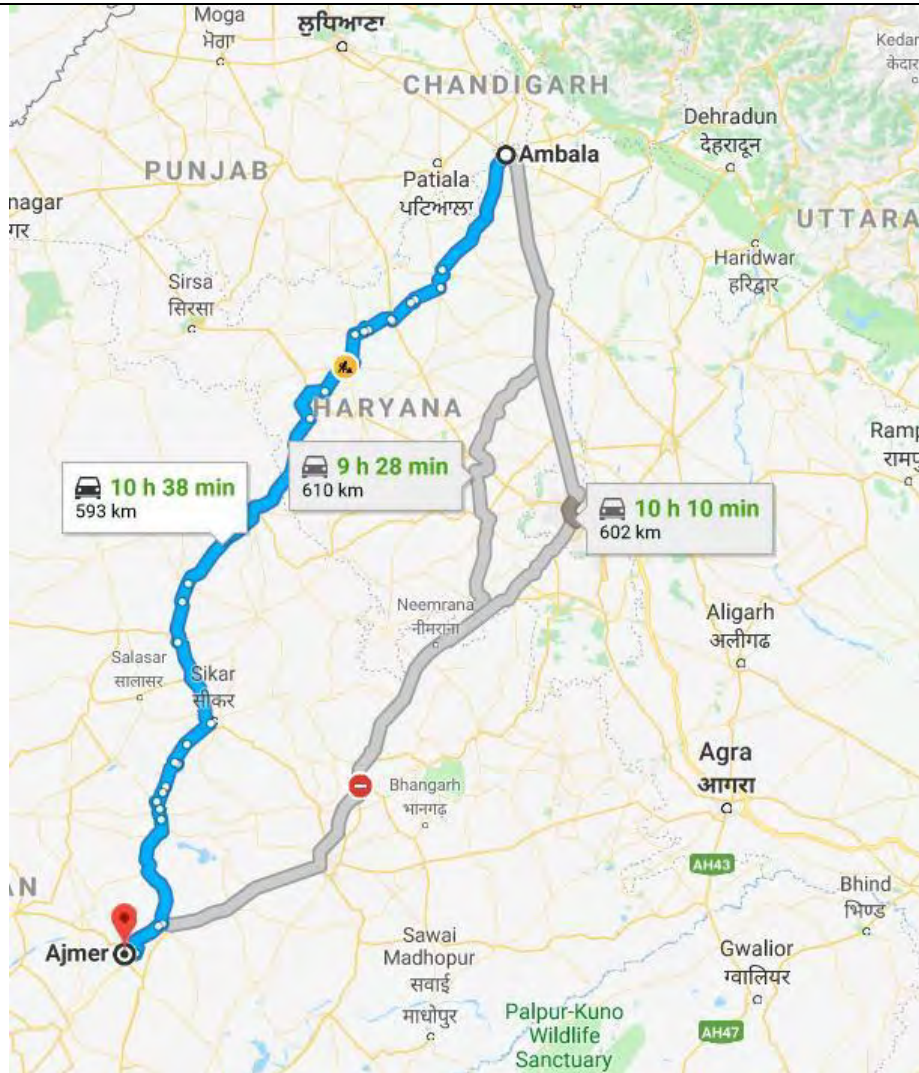 Moga
ਮੋਗਾ
ਲੁਧਿਆਣਾ
Kedar
केदार
CHANDIGARH
Dehradun
देहरादून
Ambala
PUNJAB
Patiala
ਪਟਿਆਲਾ
nagar
ਗਰ
UTTARA
Haridwar
हरिद्वार
Sirsa
सिरसा
HARYANA
Ramp
रामपु
10 h 38 min
593 km
9 h 28 min
610 km
10 h 10 min
602 km
Neemrana
नीमराना
Aligarh
अलीगढ
Salasar
सालासर
Sikar
सीकर
Agra
आगरा
Bhangarh
भानगढ़
AH43
AN
Bhind
भिण्ड
Ajmer
Sawai
Madhopur
सवाई
माधोपुर
Gwalior
ग्वालियर
Palpur-Kuno
Wildlife
Sanctuary
AH47